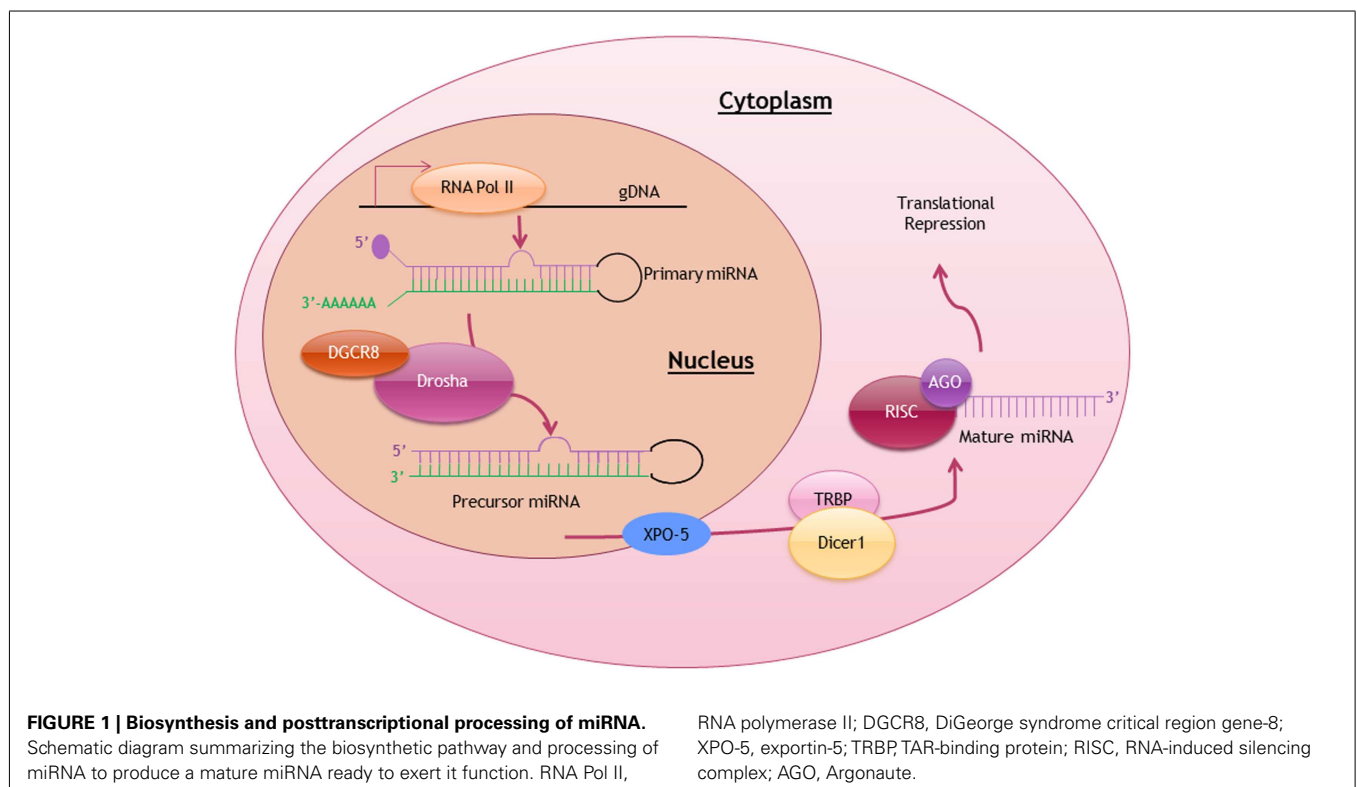 Cytoplasm
RNA Pol II
gDNA
5’
Primary miRNA
3’-AAAAAA
DGCR8
Drosha
Nucleus
5’
3’
Precursor miRNA
XPO-5
TRBP
Dicer1
Translational
Repression
AGO
RISC
3’
Mature miRNA
FIGURE 1 | Biosynthesis and posttranscriptional processing of miRNA.
Schematic diagram summarizing the biosynthetic pathway and processing of
miRNA to produce a mature miRNA ready to exert it function. RNA Pol II,
RNA polymerase II; DGCR8, DiGeorge syndrome critical region gene-8;
XPO-5, exportin-5; TRBP, TAR-binding protein; RISC, RNA-induced silencing
complex; AGO, Argonaute.